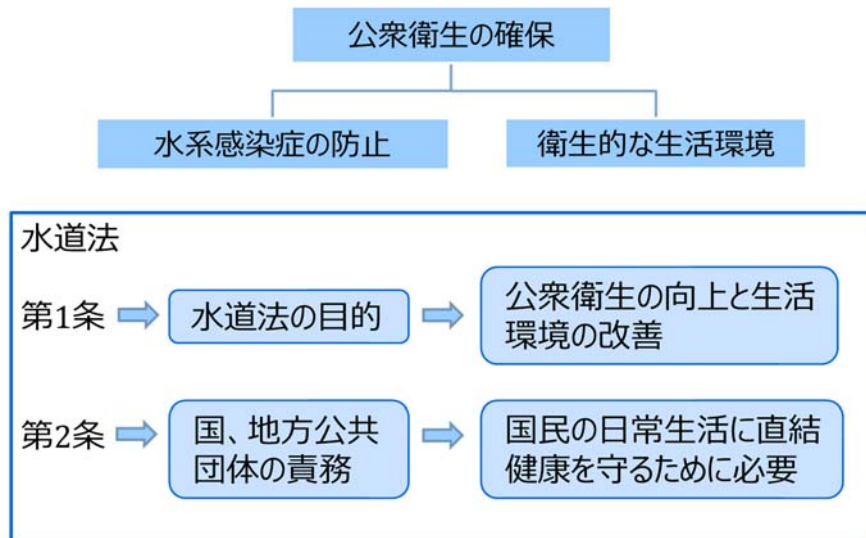 公衆衛生の確保
水系感染症の防止
衛生的な生活環境
水道法
第1条
水道法の目的
公衆衛生の向上と生活
環境の改善
第2条
国、地方公共
団体の責務
国民の日常生活に直結
健康を守るために必要